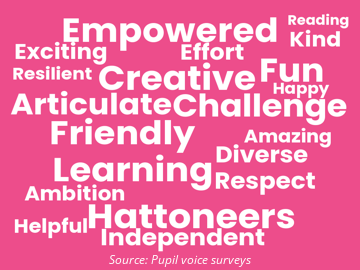 Empowered Reading
Exciting Effort Kind
Resilient Creative Fun
Happy
Articulate Challenge
Friendly Amazing
Diverse
Learning Respect
Ambition
Helpful Hattoneers
Independent
Source: Pupil voice surveys